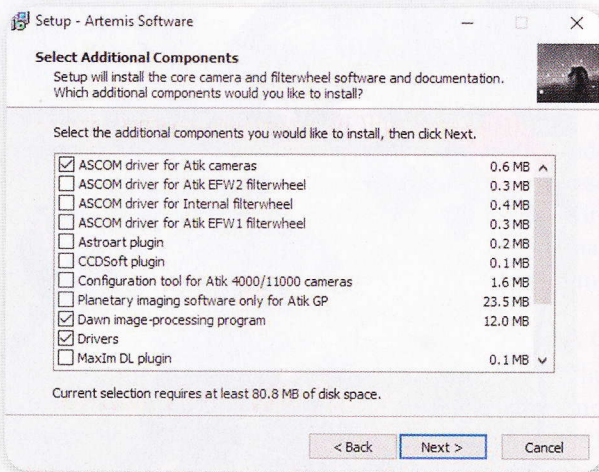 Setup - Artemis Software
Select Additional Components
Setup will install the core camera and filterwheel software and documentation.
Which additional components would you like to install?
Select the additional components you would like to install, then click Next.
ASCOM driver for Atik cameras 0.6 MB
ASCOM driver for Atik EFW2 filterwheel 0.3 MB
ASCOM driver for Internal filterwheel 0.4 MB
ASCOM driver for Atik EFW1 filterwheel 0.3 MB
Astroart plugin 0.2 MB
CCDSoft plugin 0.1 MB
Configuration tool for Atik 4000/11000 cameras 1.6 MB
Planetary imaging software only for Atik GP 23.5 MB
Dawn image-processing program 12.0 MB
Drivers
MaxIm DL plugin 0.1 MB
Current selection requires at least 80.8 MB of disk space.
< Back Next > Cancel